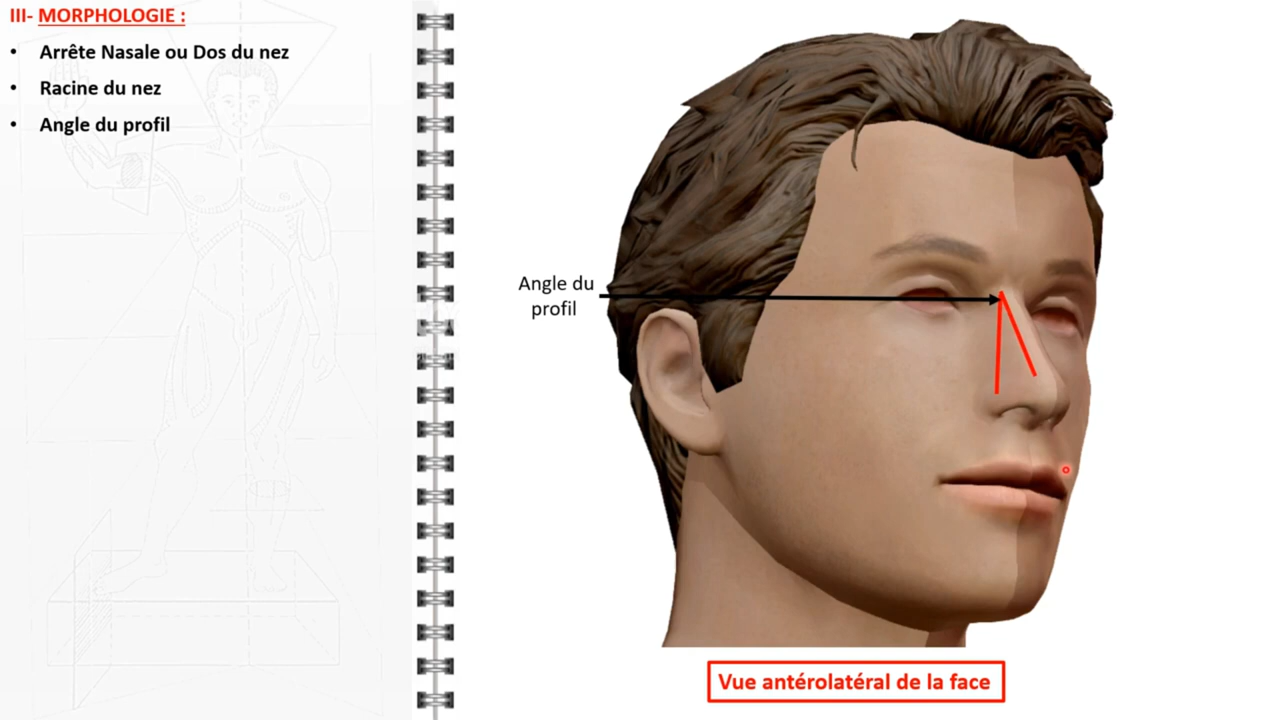 III- MORPHOLOGIE :
• Arrête Nasale ou Dos du nez
• Racine du nez
• Angle du profil
Angle du
profil
Vue antérolatéral de la face